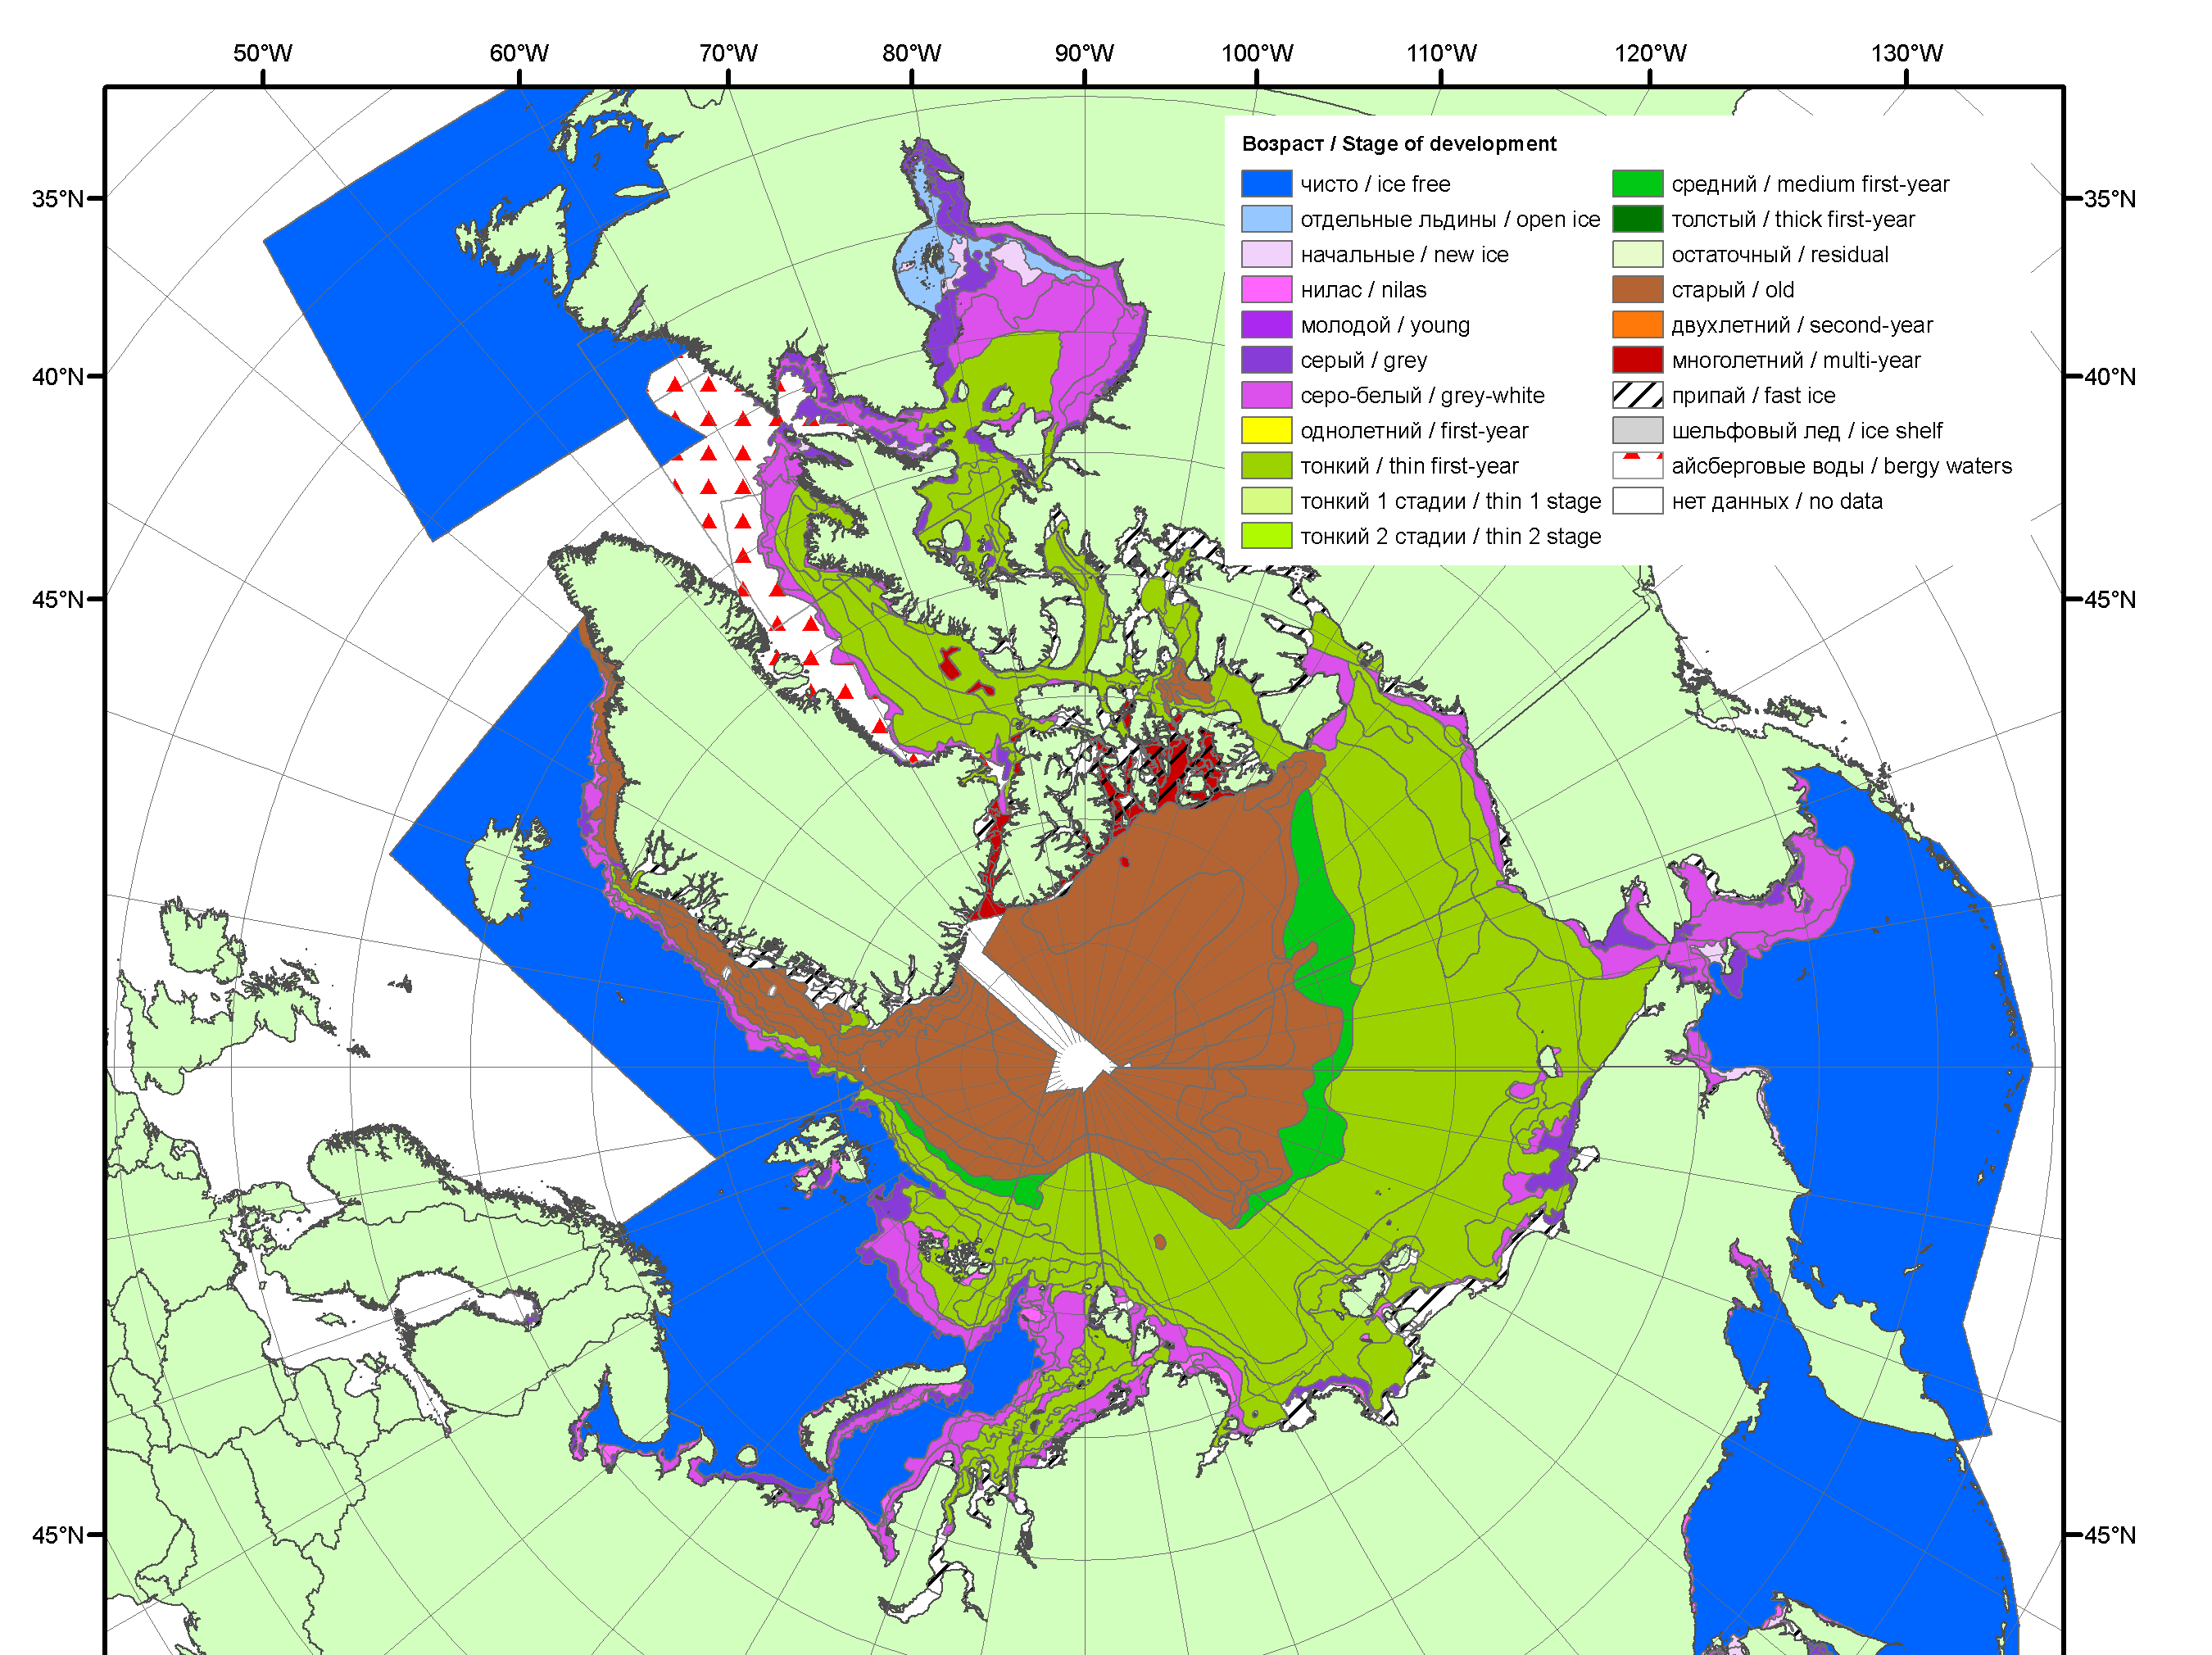 50°W 60°W 70°W 80°W 90°W 100°W 110°W 120°W 130°W
35°N 35°N
40°N 40°N
45°N 45°N
45°N 45°N
Возраст / Stage of development
чисто / ice free
отдельные льдины / open ice
начальные / new ice
нилас / nilas
молодой / young
серый / grey
серо-белый / grey-white
однолетний / first-year
тонкий / thin first-year
тонкий 1 стадии / thin 1 stage
тонкий 2 стадии / thin 2 stage
средний / medium first-year
толстый / thick first-year
остаточный / residual
старый / old
двухлетний / second-year
многолетний / multi-year
припай / fast ice
шельфовый лед / ice shelf
айсберговые воды / bergy waters
нет данных / no data